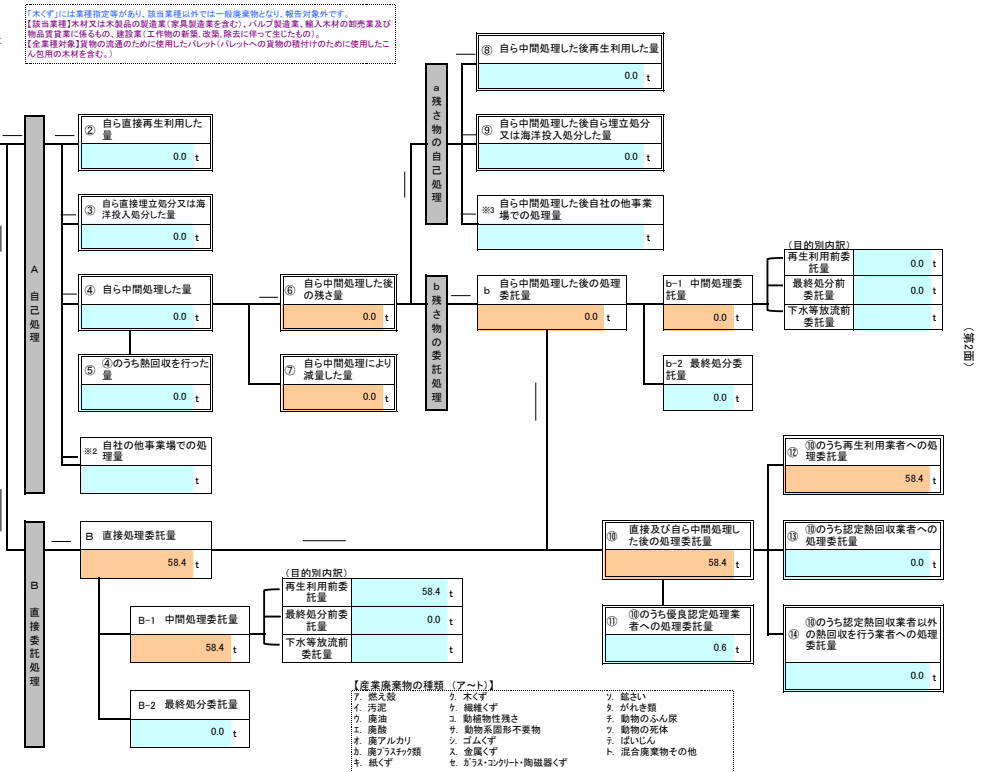 「木くず」には業種指定等があり、該当業種以外では一般廃棄物となり、報告対象外です。
【該当業種】木材又は木製品の製造業(家具製造業を含む)、パルプ製造業、輸入木材の卸売業及び
物品賃貸業に係るもの、建設業(工作物の新築、改築、除去に伴って生じたもの)。
【全業種対象】貨物の流通のために使用したパレット(パレットへの貨物の積付けのために使用したこ
ん包用の木材を含む。)
A 自己処理
② 自ら直接再生利用した
量
0.0 t
③ 自ら直接埋立処分又は海
洋投入処分した量
0.0 t
④ 自ら中間処理した量
0.0 t
⑤ ④のうち熱回収を行った
量
0.0 t
※2 自社の他事業場での処
理量
t
⑥ 自ら中間処理した後
の残さ量
0.0 t
⑦ 自ら中間処理により
減量した量
0.0 t
a 残さ物の自己処理
⑧ 自ら中間処理した後再生利用した量
0.0 t
⑨ 自ら中間処理した後自ら埋立処分
又は海洋投入処分した量
0.0 t
※3 自ら中間処理した後自社の他事業
場での処理量
t
b 残さ物の委託処理
b 自ら中間処理した後の処理
委託量
0.0 t
b-1 中間処理委
託量
0.0 t
b-2 最終処分委
託量
0.0 t
(目的別内訳)
再生利用前委
託量
0.0 t
最終処分前
委託量
0.0 t
下水等放流前
委託量
t
(第2面)
B 直接委託処理
B 直接処理委託量
58.4 t
B-1 中間処理委託量
58.4 t
B-2 最終処分委託量
0.0 t
(目的別内訳)
再生利用前委
託量
58.4 t
最終処分前委
託量
0.0 t
下水等放流前
委託量
t
⑩ 直接及び自ら中間処理し
た後の処理委託量
58.4 t
⑪ ⑩のうち優良認定処理業
者への処理委託量
0.6 t
⑫ ⑩のうち再生利用業者への処
理委託量
58.4 t
⑬ ⑩のうち認定熱回収業者への
処理委託量
0.0 t
⑭ ⑩のうち認定熱回収業者以外
の熱回収を行う業者への処理
委託量
0.0 t
【産業廃棄物の種類 (ア~ト)】
ア. 燃え殻
イ. 汚泥
ウ. 廃油
エ. 廃酸
オ. 廃アルカリ
カ. 廃プラスチック類
キ. 紙くず
ク. 木くず
ケ. 繊維くず
コ. 動植物性残さ
サ. 動物系固形不要物
シ. ゴムくず
ス. 金属くず
セ. ガラス・コンクリート・陶磁器くず
ソ. 鉱さい
タ. がれき類
チ. 動物のふん尿
ツ. 動物の死体
テ. ばいじん
ト. 混合廃棄物その他